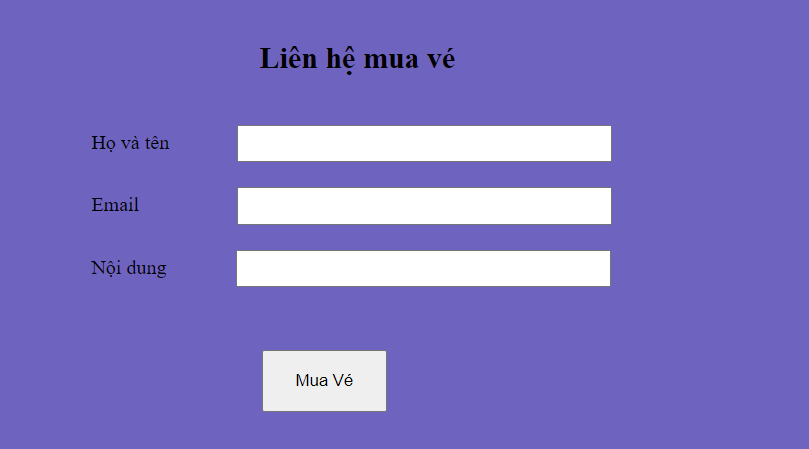 Liên hệ mua vé
Họ và tên
Email
Nội dung
Mua Vé